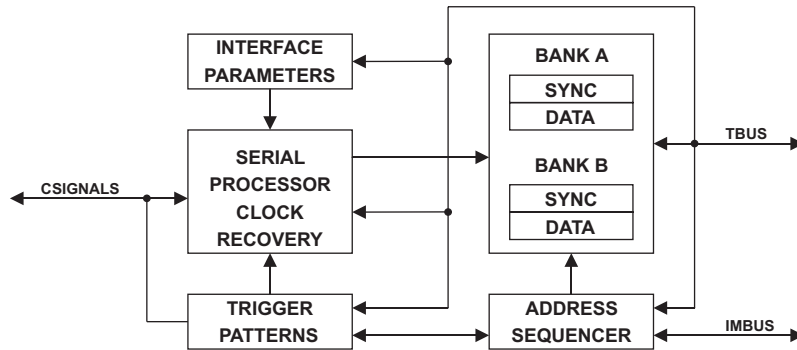 INTERFACE
PARAMETERS
BANK A
SYNC
DATA
TBUS
SERIAL
PROCESSOR
CLOCK
RECOVERY
BANK B
SYNC
DATA
CSIGNALS
TRIGGER
PATTERNS
ADDRESS
SEQUENCER
IMBUS